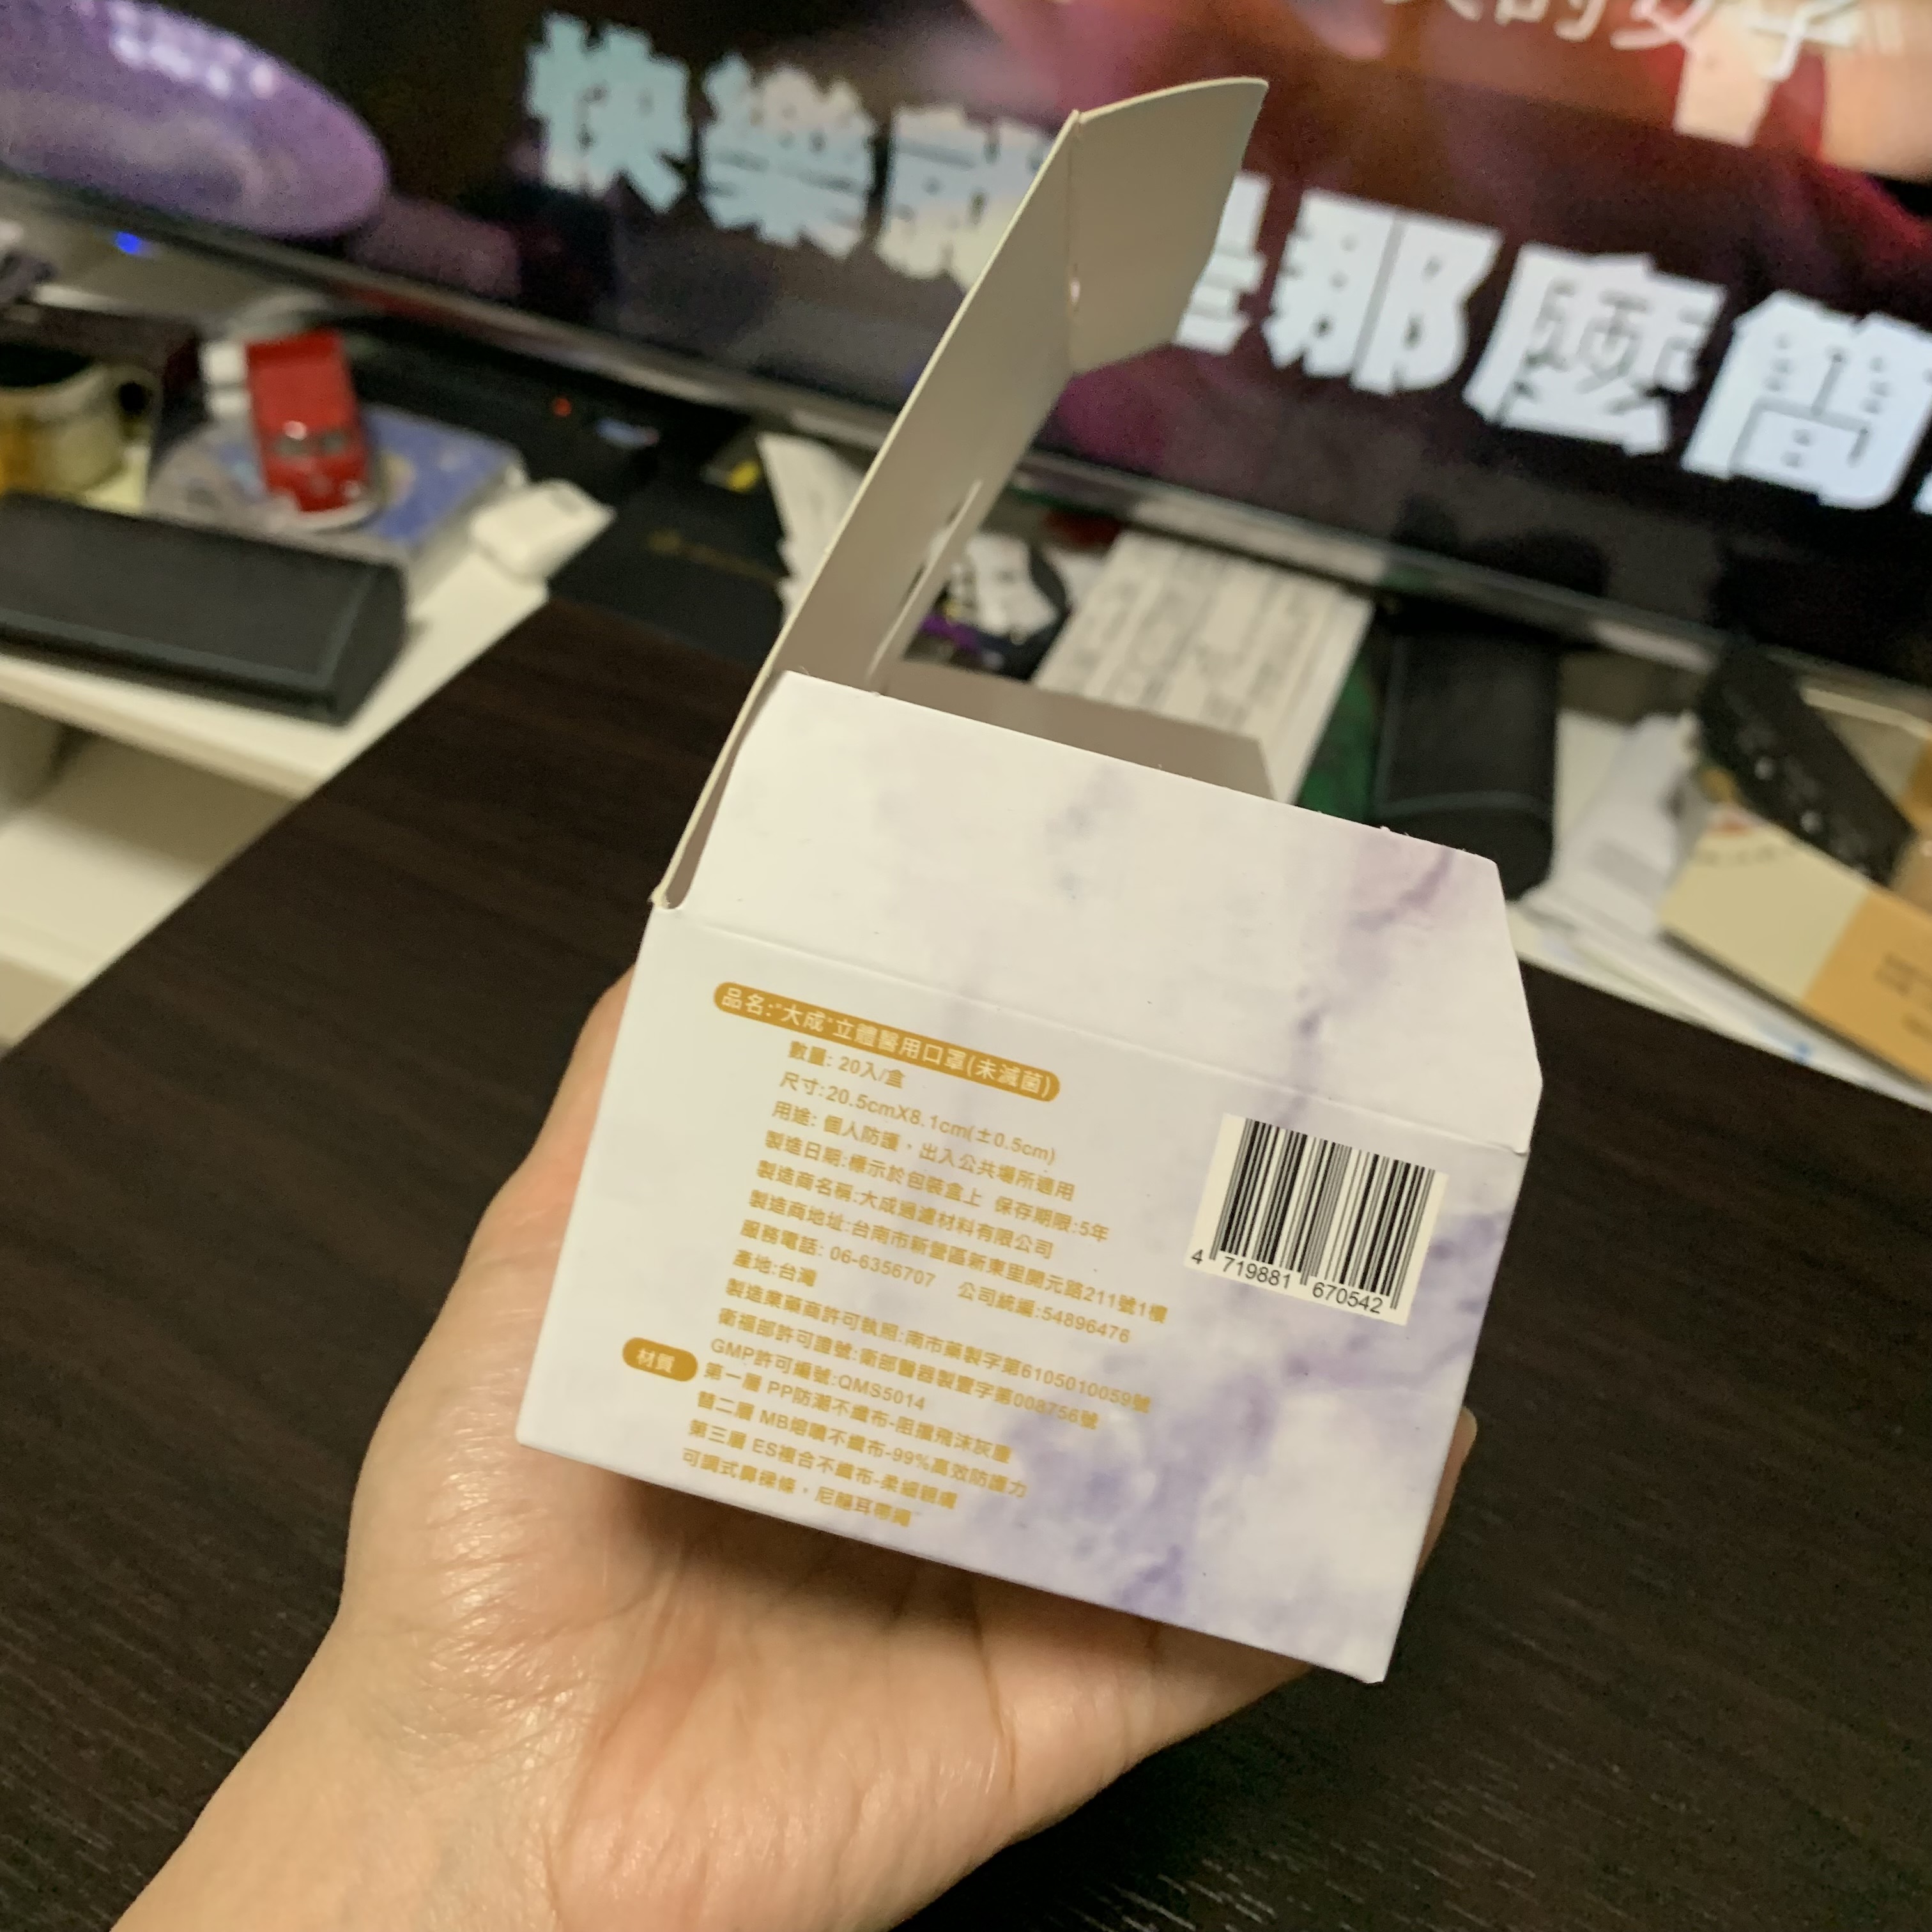 的女子
快樂就是那麼簡
品名:"大成"立體醫用口罩(未滅菌)
數量: 20入/盒
尺寸:20.5cmX8.1cm(±0.5cm)
用途: 個人防護，出入公共場所適用
製造日期:標示於包裝盒上 保存期限:5年
製造商名稱:大成過濾材料有限公司
製造商地址:台南市新營區新東里開元路211號1樓
服務電話: 06-6356707 公司統編:54896476
產地:台灣
製造業藥商許可執照:南市藥製字第6105010059號
衛福部許可證號:衛部醫器製壹字第008756號
GMP許可編號:QMS5014
材質
第一層 PP防潮不織布-阻擋飛沫灰塵
替二層 MB熔噴不織布-99%高效防護力
第三層 ES複合不織布-柔細親膚
可調式鼻樑條，尼龍耳帶繩
4 719881 670542